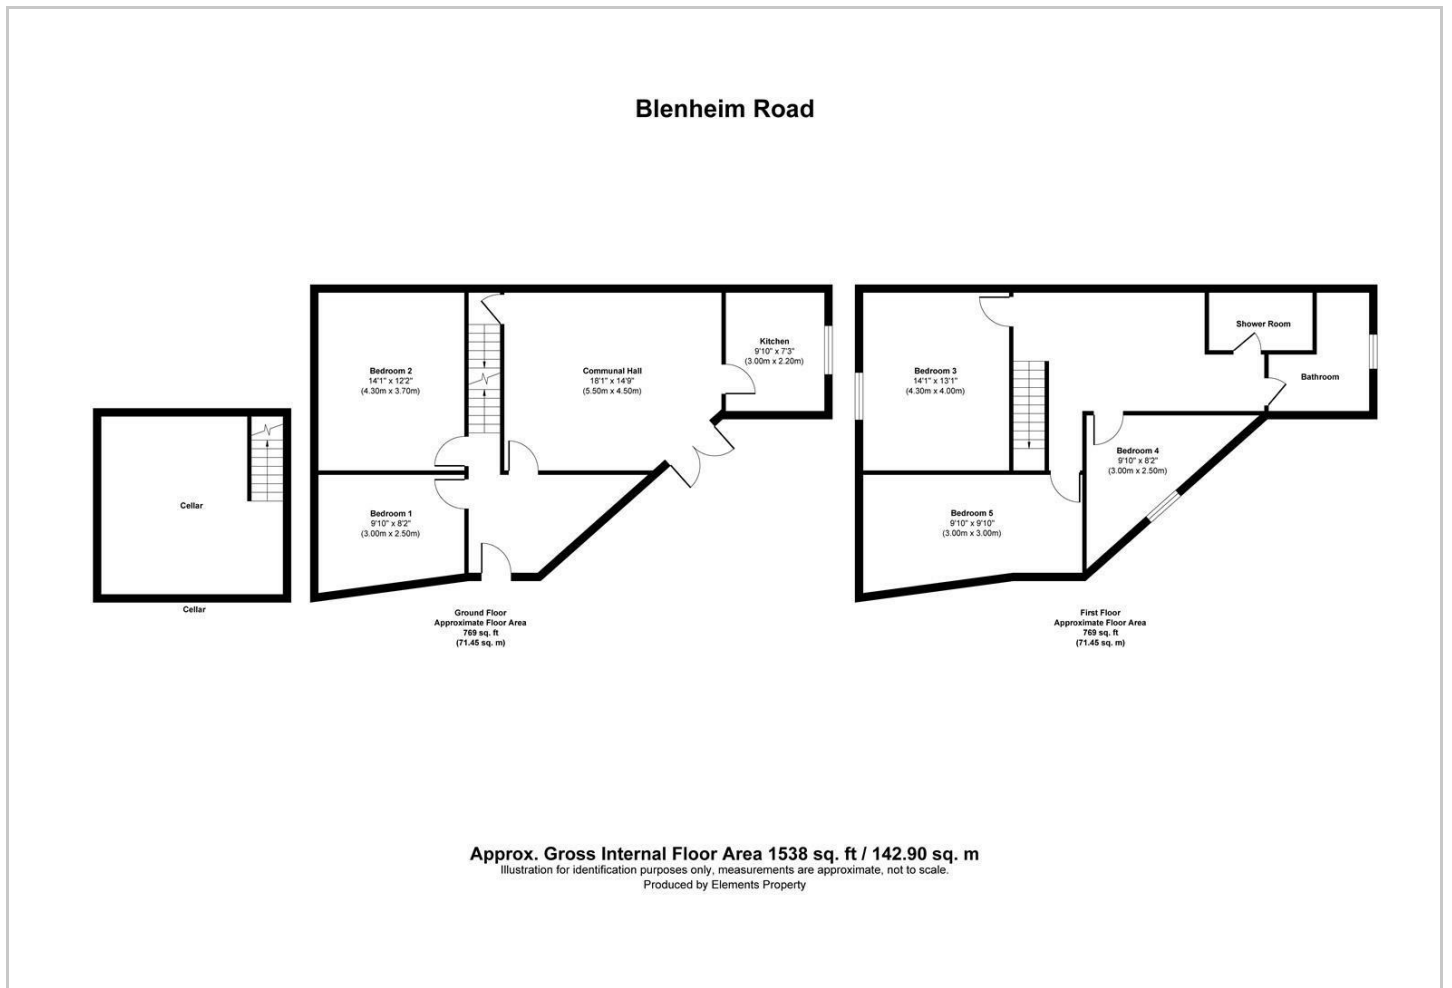 Blenheim Road
Cellar
Cellar
Bedroom 2
14'1" x 12'2"
(4.30m x 3.70m)
Communal Hall
18'1" x 14'9"
(5.50m x 4.50m)
Kitchen
9'10" x 7'3"
(3.00m x 2.20m)
Bedroom 1
9'10" x 8'2"
(3.00m x 2.50m)
Ground Floor
Approximate Floor Area
769 sq. ft
(71.45 sq. m)
Bedroom 3
14'1" x 13'1"
(4.30m x 4.00m)
Shower Room
Bathroom
Bedroom 4
9'10" x 8'2"
(3.00m x 2.50m)
Bedroom 5
9'10" x 9'10"
(3.00m x 3.00m)
First Floor
Approximate Floor Area
769 sq. ft
(71.45 sq. m)
Approx. Gross Internal Floor Area 1538 sq. ft / 142.90 sq. m
Illustration for identification purposes only, measurements are approximate, not to scale.
Produced by Elements Property